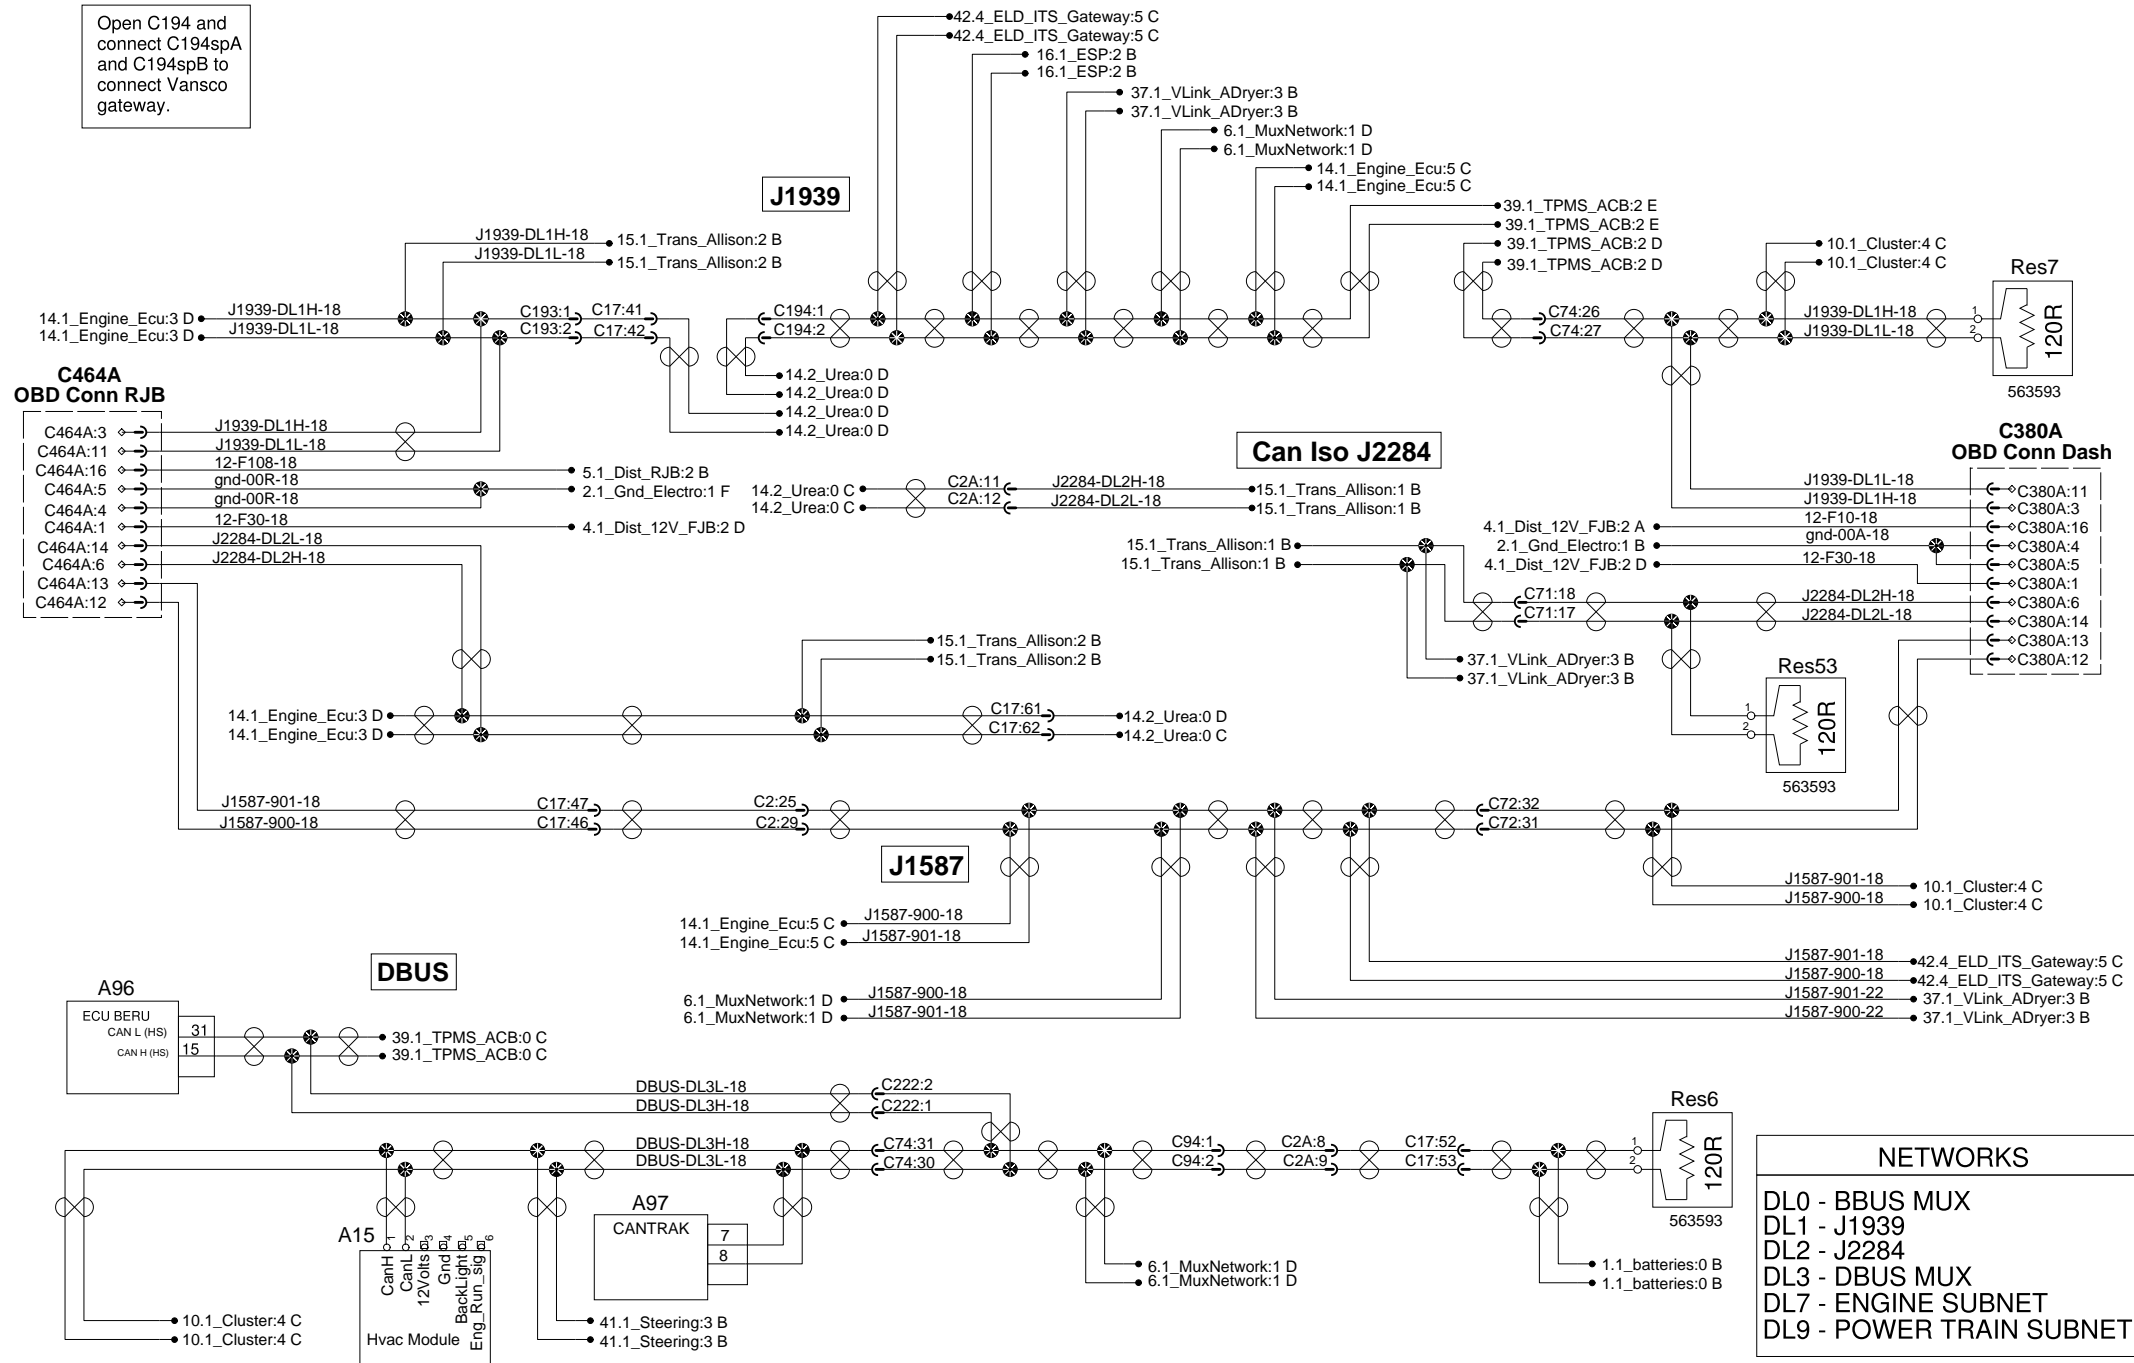 Open C194 and
connect C194spA
and C194spB to
connect Vansco
gateway.
42.4_ELD_ITS_Gateway:5 C
42.4_ELD_ITS_Gateway:5 C
16.1_ESP:2 B
16.1_ESP:2 B
37.1_VLink_ADryer:3 B
37.1_VLink_ADryer:3 B
6.1_MuxNetwork:1 D
6.1_MuxNetwork:1 D
14.1_Engine_Ecu:5 C
14.1_Engine_Ecu:5 C
J1939
39.1_TPMS_ACB:2 E
39.1_TPMS_ACB:2 E
39.1_TPMS_ACB:2 D
39.1_TPMS_ACB:2 D
J1939-DL1H-18
15.1_Trans_Allison:2 B
J1939-DL1L-18
15.1_Trans_Allison:2 B
10.1_Cluster:4 C
10.1_Cluster:4 C
Res7
14.1_Engine_Ecu:3 D
J1939-DL1H-18
C193:1
C17:41
C194:1
C74:26
J1939-DL1H-18
1
14.1_Engine_Ecu:3 D
J1939-DL1L-18
C193:2
C17:42
C194:2
C74:27
J1939-DL1L-18
2
120R
563593
14.2_Urea:0 D
14.2_Urea:0 D
14.2_Urea:0 D
14.2_Urea:0 D
C464A
OBD Conn RJB
C464A:3
J1939-DL1H-18
C464A:11
J1939-DL1L-18
C464A:16
12-F108-18
5.1_Dist_RJB:2 B
C464A:5
gnd-00R-18
2.1_Gnd_Electro:1 F
C464A:4
gnd-00R-18
C464A:1
12-F30-18
4.1_Dist_12V_FJB:2 D
C464A:14
J2284-DL2L-18
C464A:6
J2284-DL2H-18
C464A:13
C464A:12
Can Iso J2284
14.2_Urea:0 C
C2A:11
J2284-DL2H-18
15.1_Trans_Allison:1 B
14.2_Urea:0 C
C2A:12
J2284-DL2L-18
15.1_Trans_Allison:1 B
15.1_Trans_Allison:1 B
15.1_Trans_Allison:1 B
C380A
OBD Conn Dash
J1939-DL1L-18
C380A:11
J1939-DL1H-18
C380A:3
4.1_Dist_12V_FJB:2 A
12-F10-18
C380A:16
2.1_Gnd_Electro:1 B
gnd-00A-18
C380A:4
C380A:5
4.1_Dist_12V_FJB:2 D
12-F30-18
C380A:1
C71:18
J2284-DL2H-18
C380A:6
C71:17
J2284-DL2L-18
C380A:14
C380A:13
C380A:12
37.1_VLink_ADryer:3 B
37.1_VLink_ADryer:3 B
Res53
1
2
120R
563593
15.1_Trans_Allison:2 B
15.1_Trans_Allison:2 B
14.1_Engine_Ecu:3 D
C17:61
14.2_Urea:0 D
14.1_Engine_Ecu:3 D
C17:62
14.2_Urea:0 C
J1587-901-18
C17:47
C2:25
C72:32
J1587-900-18
C17:46
C2:29
C72:31
J1587
J1587-901-18
10.1_Cluster:4 C
J1587-900-18
10.1_Cluster:4 C
14.1_Engine_Ecu:5 C
J1587-900-18
14.1_Engine_Ecu:5 C
J1587-901-18
J1587-901-18
42.4_ELD_ITS_Gateway:5 C
J1587-900-18
42.4_ELD_ITS_Gateway:5 C
6.1_MuxNetwork:1 D
J1587-900-18
J1587-901-22
37.1_VLink_ADryer:3 B
6.1_MuxNetwork:1 D
J1587-901-18
J1587-900-22
37.1_VLink_ADryer:3 B
DBUS
A96
ECU BERU
CAN L (HS)
31
39.1_TPMS_ACB:0 C
CAN H (HS)
15
39.1_TPMS_ACB:0 C
DBUS-DL3L-18
C222:2
DBUS-DL3H-18
C222:1
DBUS-DL3H-18
C74:31
C94:1
C2A:8
C17:52
DBUS-DL3L-18
C74:30
C94:2
C2A:9
C17:53
Res6
1
2
120R
563593
A97
CANTRAK
7
8
A15
1
2
3
4
5
6
CanH
CanL
12Volts
Gnd
BackLight
Eng_Run_sig
Hvac Module
10.1_Cluster:4 C
10.1_Cluster:4 C
41.1_Steering:3 B
41.1_Steering:3 B
6.1_MuxNetwork:1 D
6.1_MuxNetwork:1 D
1.1_batteries:0 B
1.1_batteries:0 B
NETWORKS
DL0 - BBUS MUX
DL1 - J1939
DL2 - J2284
DL3 - DBUS MUX
DL7 - ENGINE SUBNET
DL9 - POWER TRAIN SUBNET